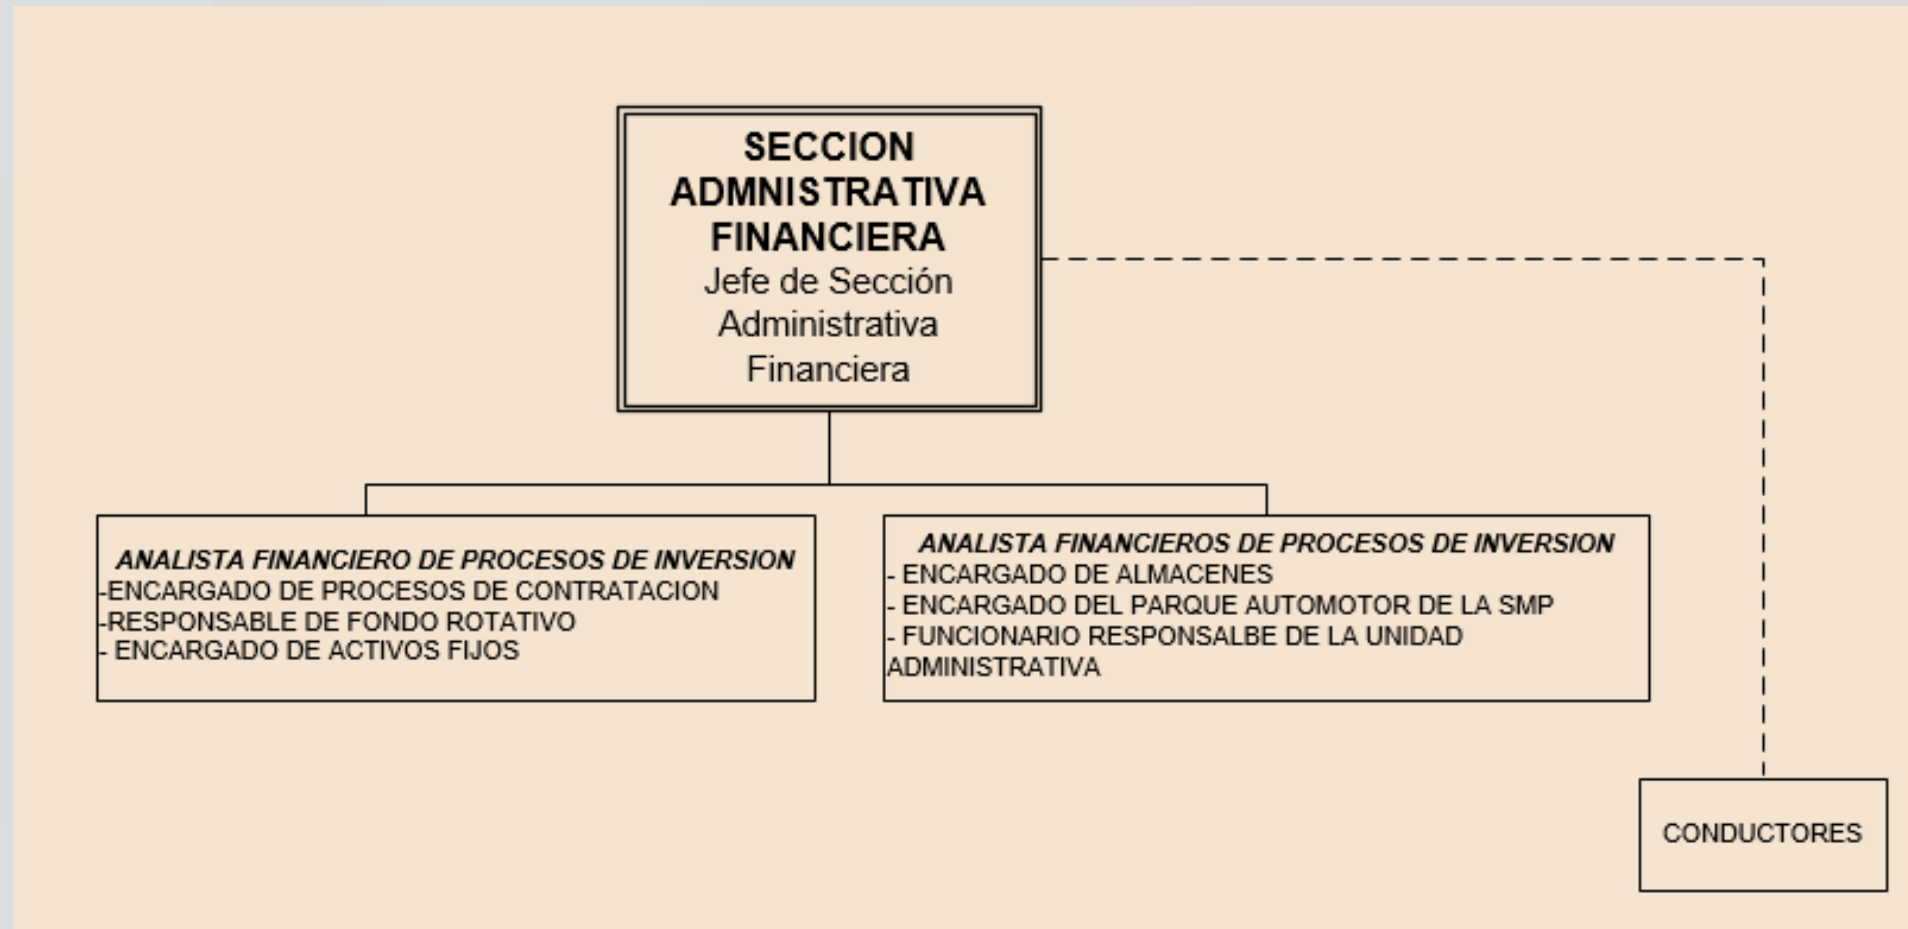 SECCION
ADMNISTRATIVA
FINANCIERA
Jefe de Sección
Administrativa
Financiera
ANALISTA FINANCIERO DE PROCESOS DE INVERSION
-ENCARGADO DE PROCESOS DE CONTRATACION
-RESPONSABLE DE FONDO ROTATIVO
- ENCARGADO DE ACTIVOS FIJOS
ANALISTA FINANCIEROS DE PROCESOS DE INVERSION
- ENCARGADO DE ALMACENES
- ENCARGADO DEL PARQUE AUTOMOTOR DE LA SMP
- FUNCIONARIO RESPONSALBE DE LA UNIDAD
ADMINISTRATIVA
CONDUCTORES